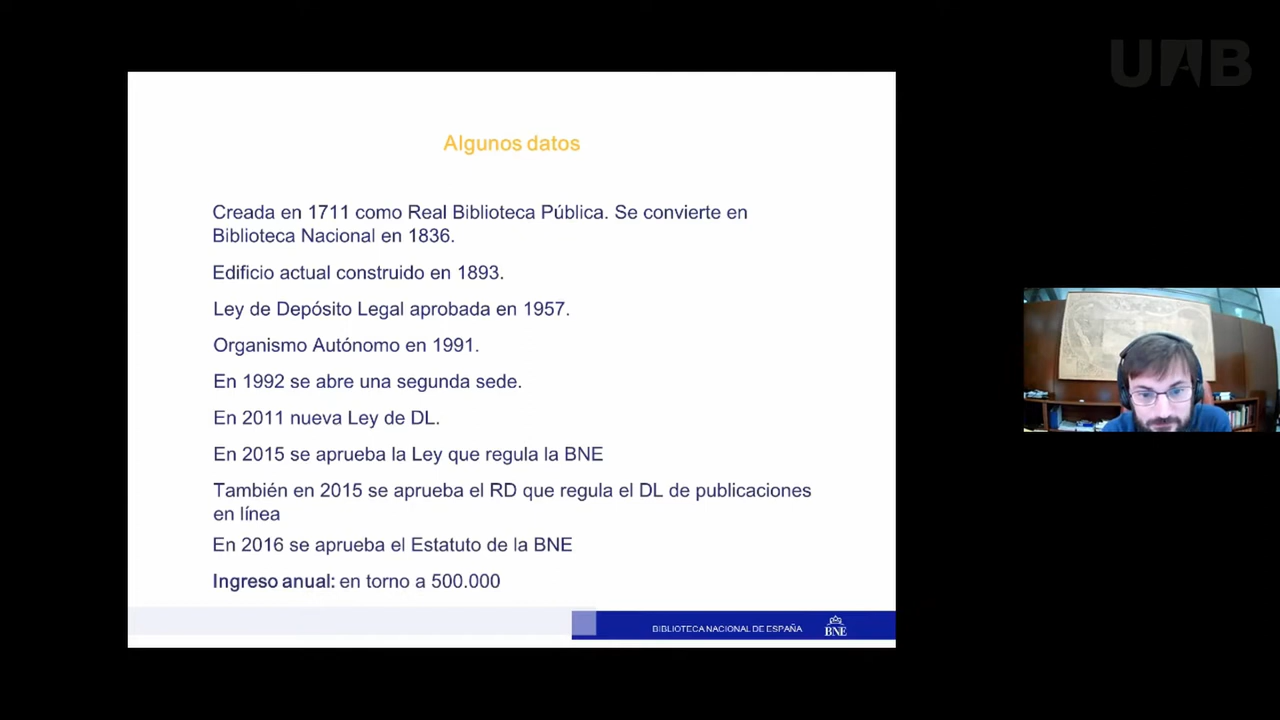 UAB
Algunos datos
Creada en 1711 como Real Biblioteca Pública. Se convierte en
Biblioteca Nacional en 1836.
Edificio actual construido en 1893.
Ley de Depósito Legal aprobada en 1957.
Organismo Autónomo en 1991.
En 1992 se abre una segunda sede.
En 2011 nueva Ley de DL.
En 2015 se aprueba la Ley que regula la BNE
También en 2015 se aprueba el RD que regula el DL de publicaciones
en línea
En 2016 se aprueba el Estatuto de la BNE
Ingreso anual: en torno a 500.000
BIBLIOTECA NACIONAL DE ESPAÑA
BNE